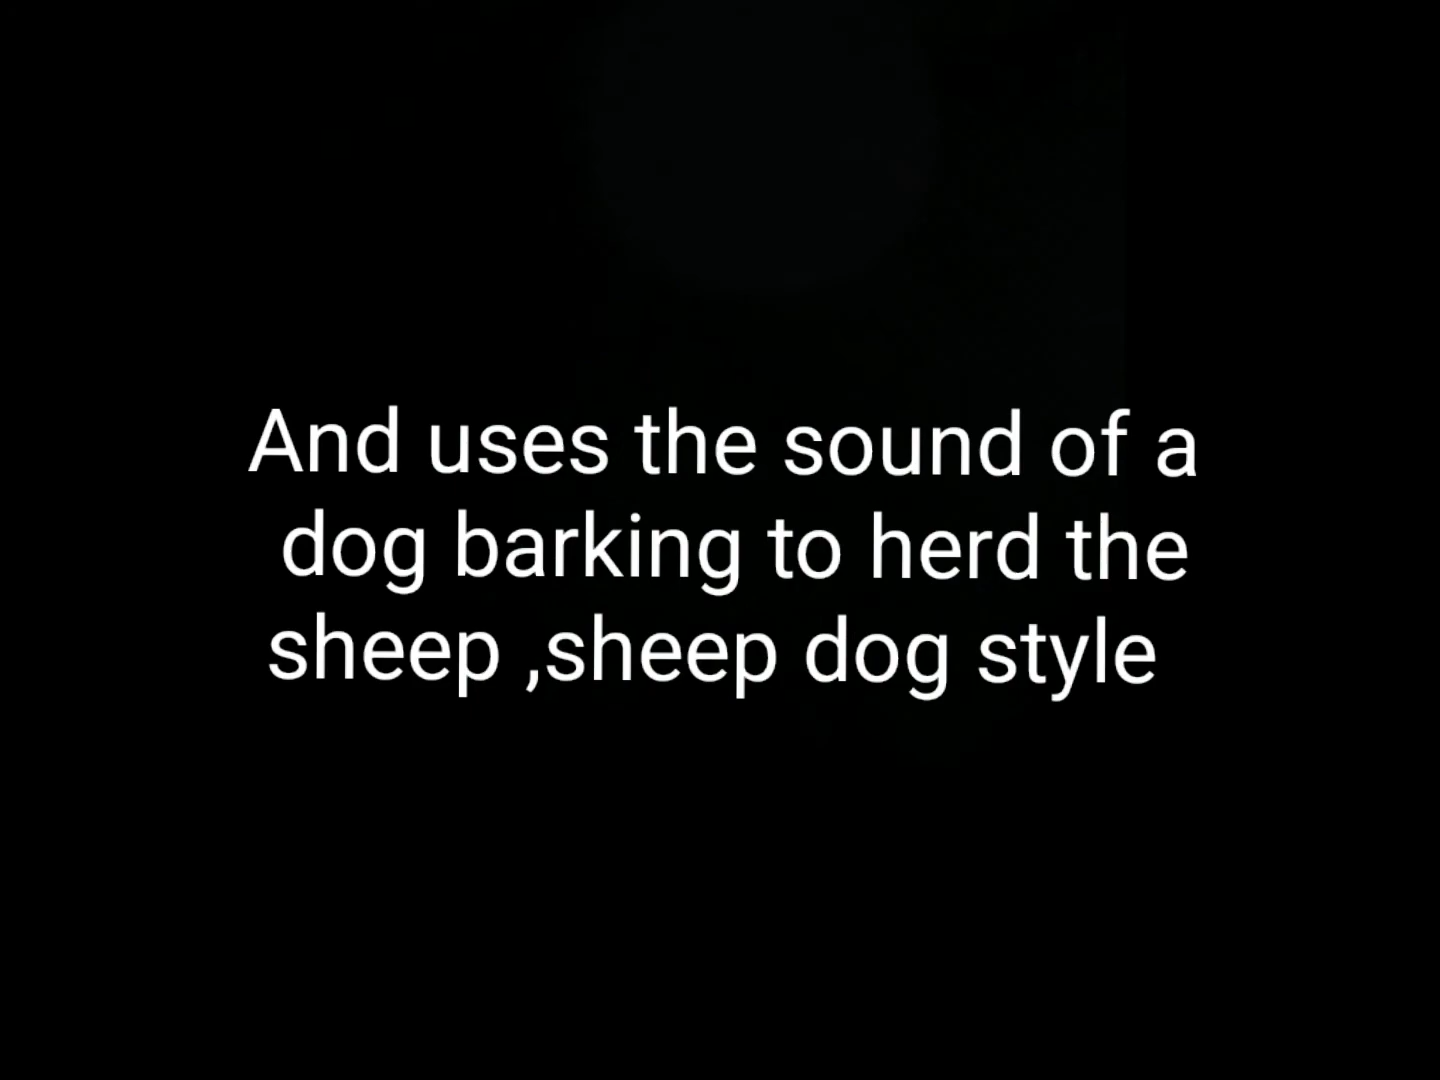 And uses the sound of a
dog barking to herd the
sheep ,sheep dog style